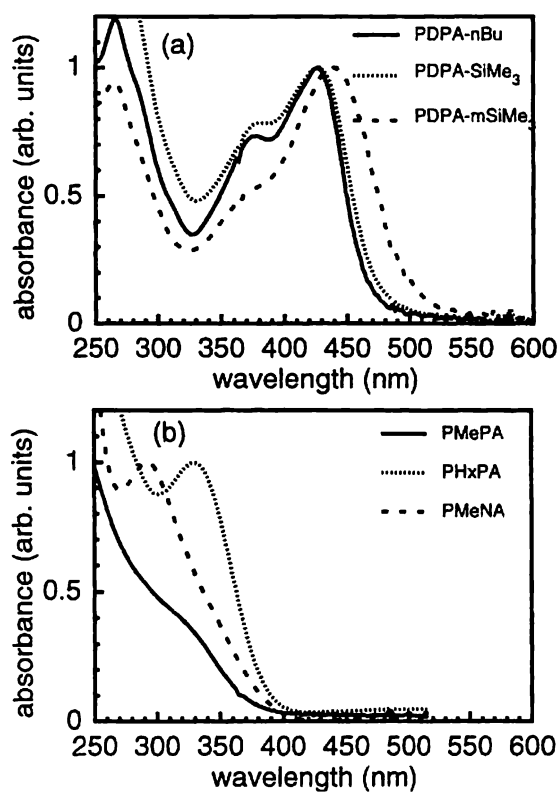 (a)
PDPA-nBu
PDPA-SiMe3
PDPA-mSiMe3
absorbance (arb. units)
1
0.5
0
250 300 350 400 450 500 550 600
wavelength (nm)
(b)
PMePA
PHxPA
PMeNA
absorbance (arb. units)
1
0.5
0
250 300 350 400 450 500 550 600
wavelength (nm)